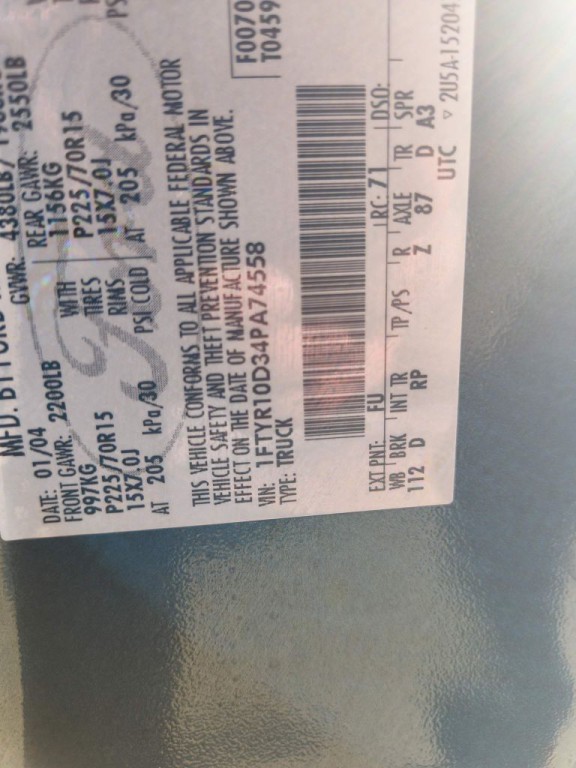 MFD. BY FORD
DATE: 01/04 GVWR: 4380LB/
FRONT GAWR: 2200LB REAR GAWR: 2550LB
997KG WITH 1156KG
P225/70R15 TIRES P225/70R15
15X7.0J RIMS 15X7.0J
AT 205 kPa/30 PSI COLD AT 205 kPa/30 PS
THIS VEHICLE CONFORMS TO ALL APPLICABLE FEDERAL MOTOR
VEHICLE SAFETY AND THEFT PREVENTION STANDARDS IN
EFFECT ON THE DATE OF MANUFACTURE SHOWN ABOVE.
VIN: 1FTYR10D34PA74558 F0070
TYPE: TRUCK T0459
EXT PNT: FU RC: 71 DSO:
WB BRK INT TR TP/PS R AXLE TR SPR
112 D RP Z 87 D A3
UTC ▽ 2U5A-15204
Ford